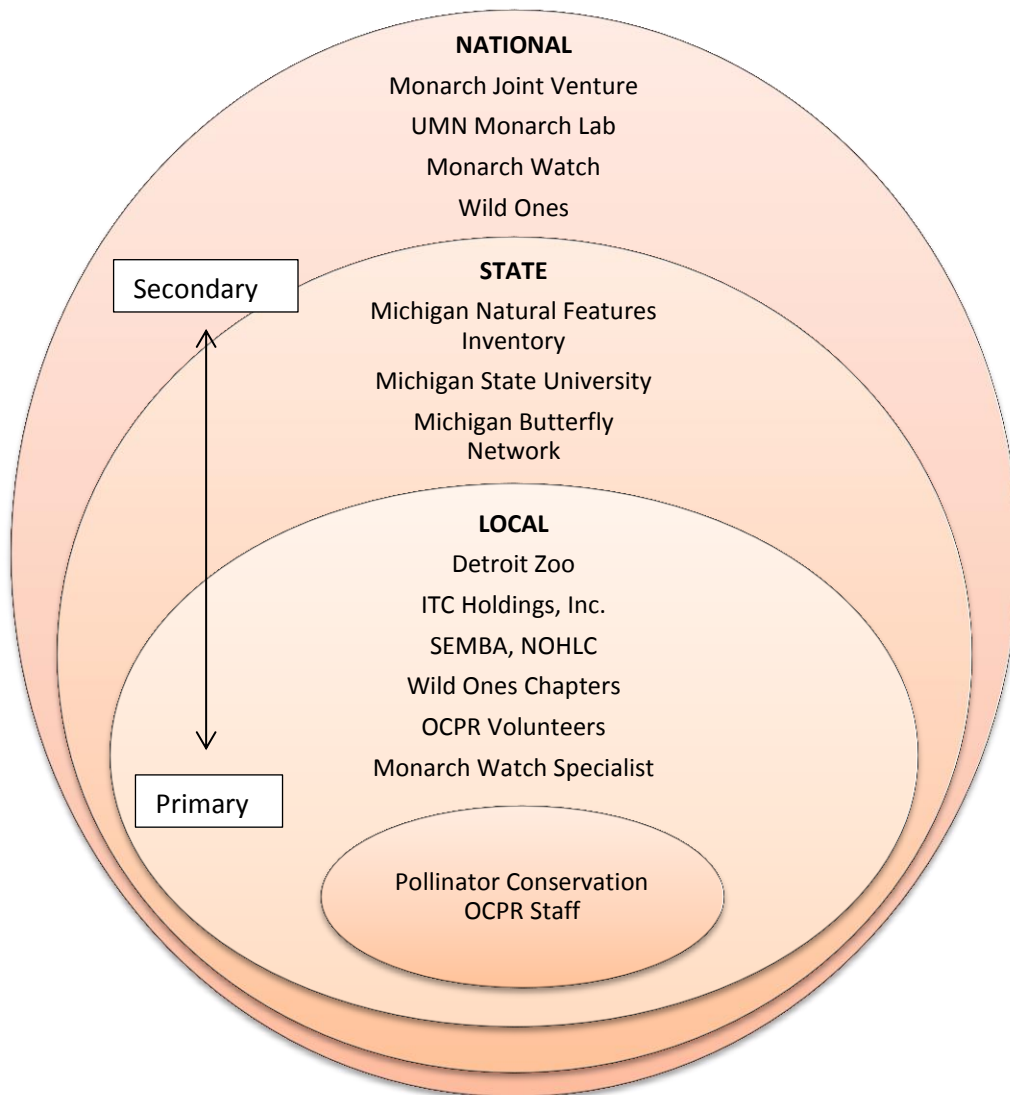 NATIONAL
Monarch Joint Venture
UMN Monarch Lab
Monarch Watch
Wild Ones
Secondary
STATE
Michigan Natural Features
Inventory
Michigan State University
Michigan Butterfly
Network
LOCAL
Detroit Zoo
ITC Holdings, Inc.
SEMBA, NOHLC
Wild Ones Chapters
OCPR Volunteers
Monarch Watch Specialist
Primary
Pollinator Conservation
OCPR Staff